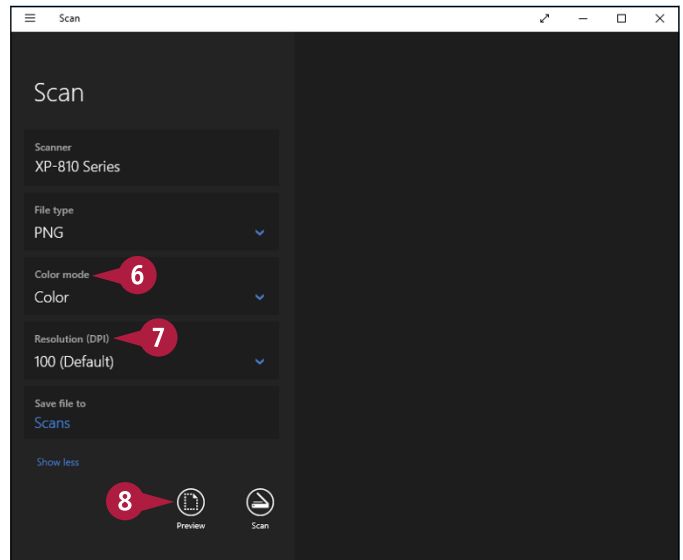 Scan
Scan
Scanner
XP-810 Series
File type
PNG
Color mode
6
Color
Resolution (DPI)
7
100 (Default)
Save file to
Scans
Show less
8
Preview
Scan